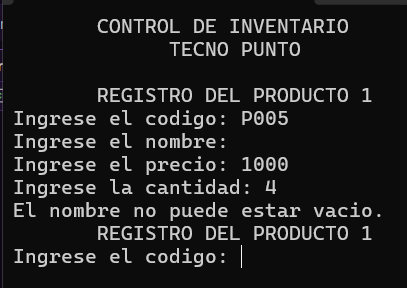 CONTROL DE INVENTARIO
TECNO PUNTO
REGISTRO DEL PRODUCTO 1
Ingrese el codigo: P005
Ingrese el nombre:
Ingrese el precio: 1000
Ingrese la cantidad: 4
El nombre no puede estar vacio.
REGISTRO DEL PRODUCTO 1
Ingrese el codigo: